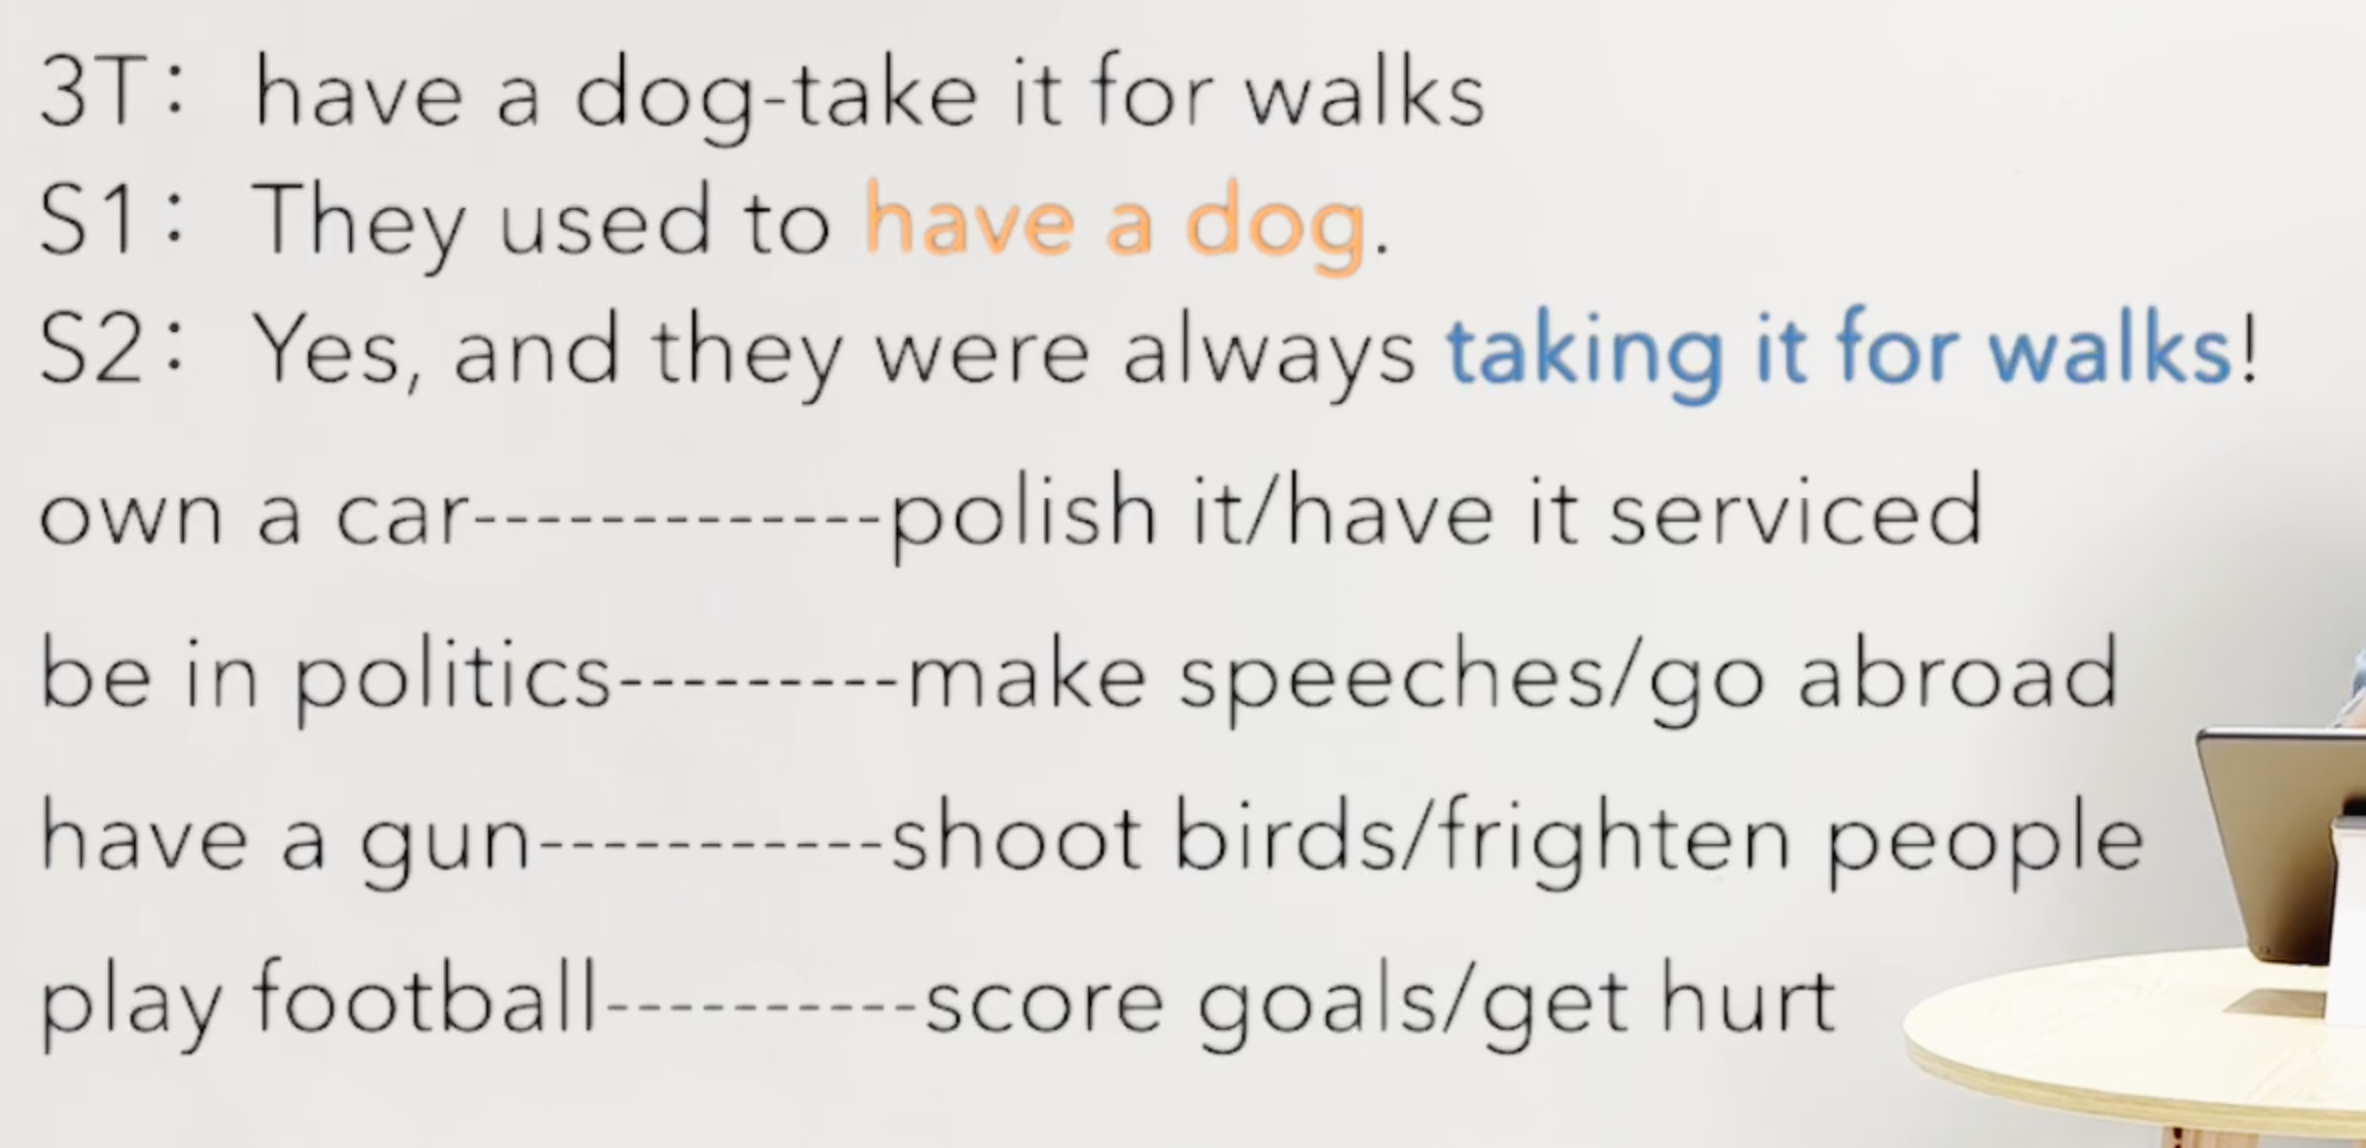 3T: have a dog-take it for walks
S1: They used to have a dog.
S2: Yes, and they were always taking it for walks!
own a car-------------polish it/have it serviced
be in politics---------make speeches/go abroad
have a gun-----------shoot birds/frighten people
play football----------score goals/get hurt